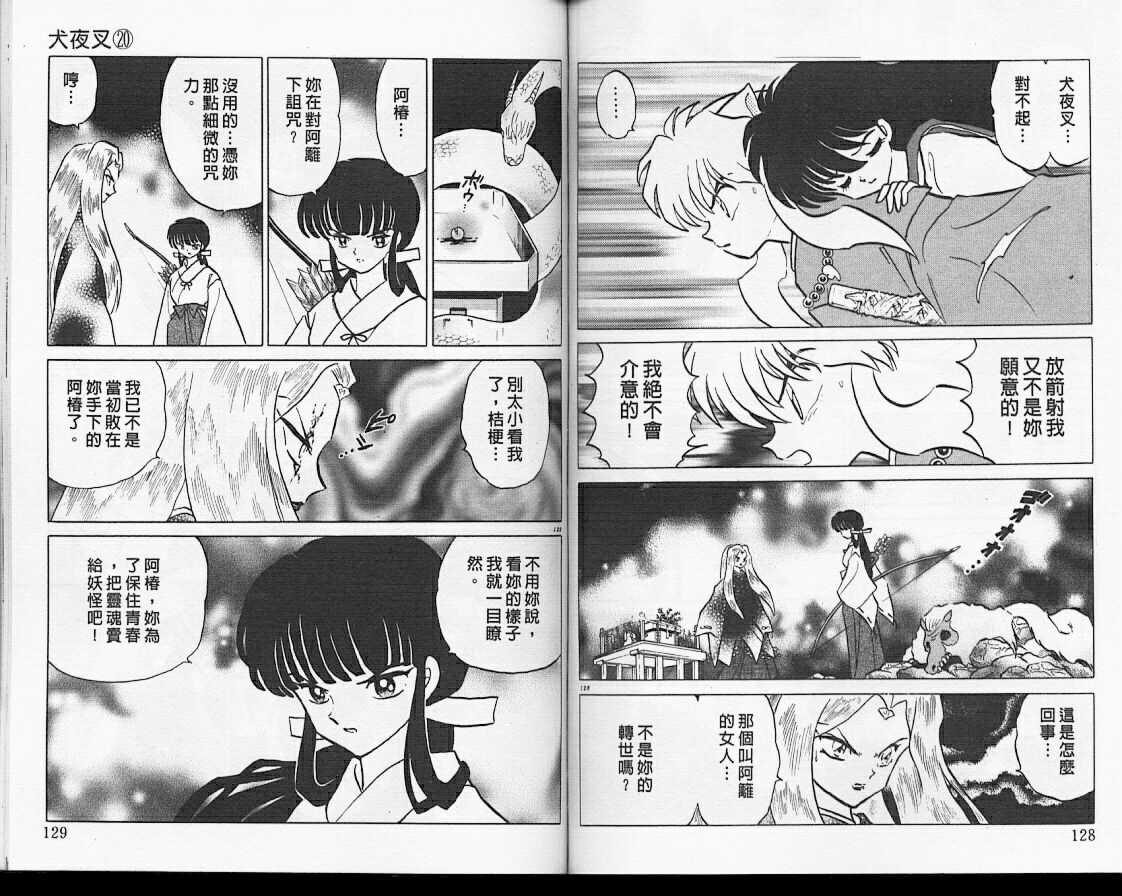 犬夜叉⑳
犬夜叉…
對不起…
……
放箭射我
又不是妳
願意的！
我絕不會
介意的！
ゴオオオ…
128
這是怎麼
回事…
那個叫阿籬
的女人…
不是妳的
轉世嗎？
128
ボゥ…
阿椿…
妳在對阿籬
下詛咒？
沒用的…憑妳
那點細微的咒
力。
哼…
別太小看我
了，桔梗…
我已不是
當初敗在
妳手下的
阿椿了。
不用妳說，
看妳的樣子
我就一目瞭
然。
阿椿，妳為
了保住青春
，把靈魂賣
給妖怪吧！
129